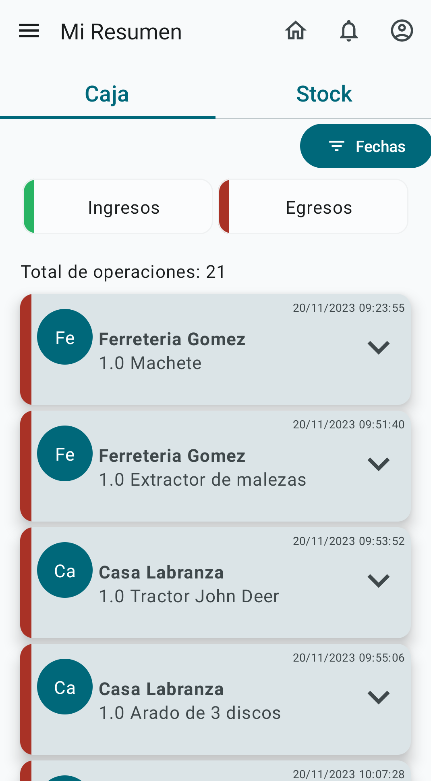 Mi Resumen
Caja
Stock
Fechas
Ingresos
Egresos
Total de operaciones: 21
20/11/2023 09:23:55
Fe
Ferreteria Gomez
1.0 Machete
20/11/2023 09:51:40
Fe
Ferreteria Gomez
1.0 Extractor de malezas
20/11/2023 09:53:52
Ca
Casa Labranza
1.0 Tractor John Deer
20/11/2023 09:55:06
Ca
Casa Labranza
1.0 Arado de 3 discos
20/11/2023 10:07:28